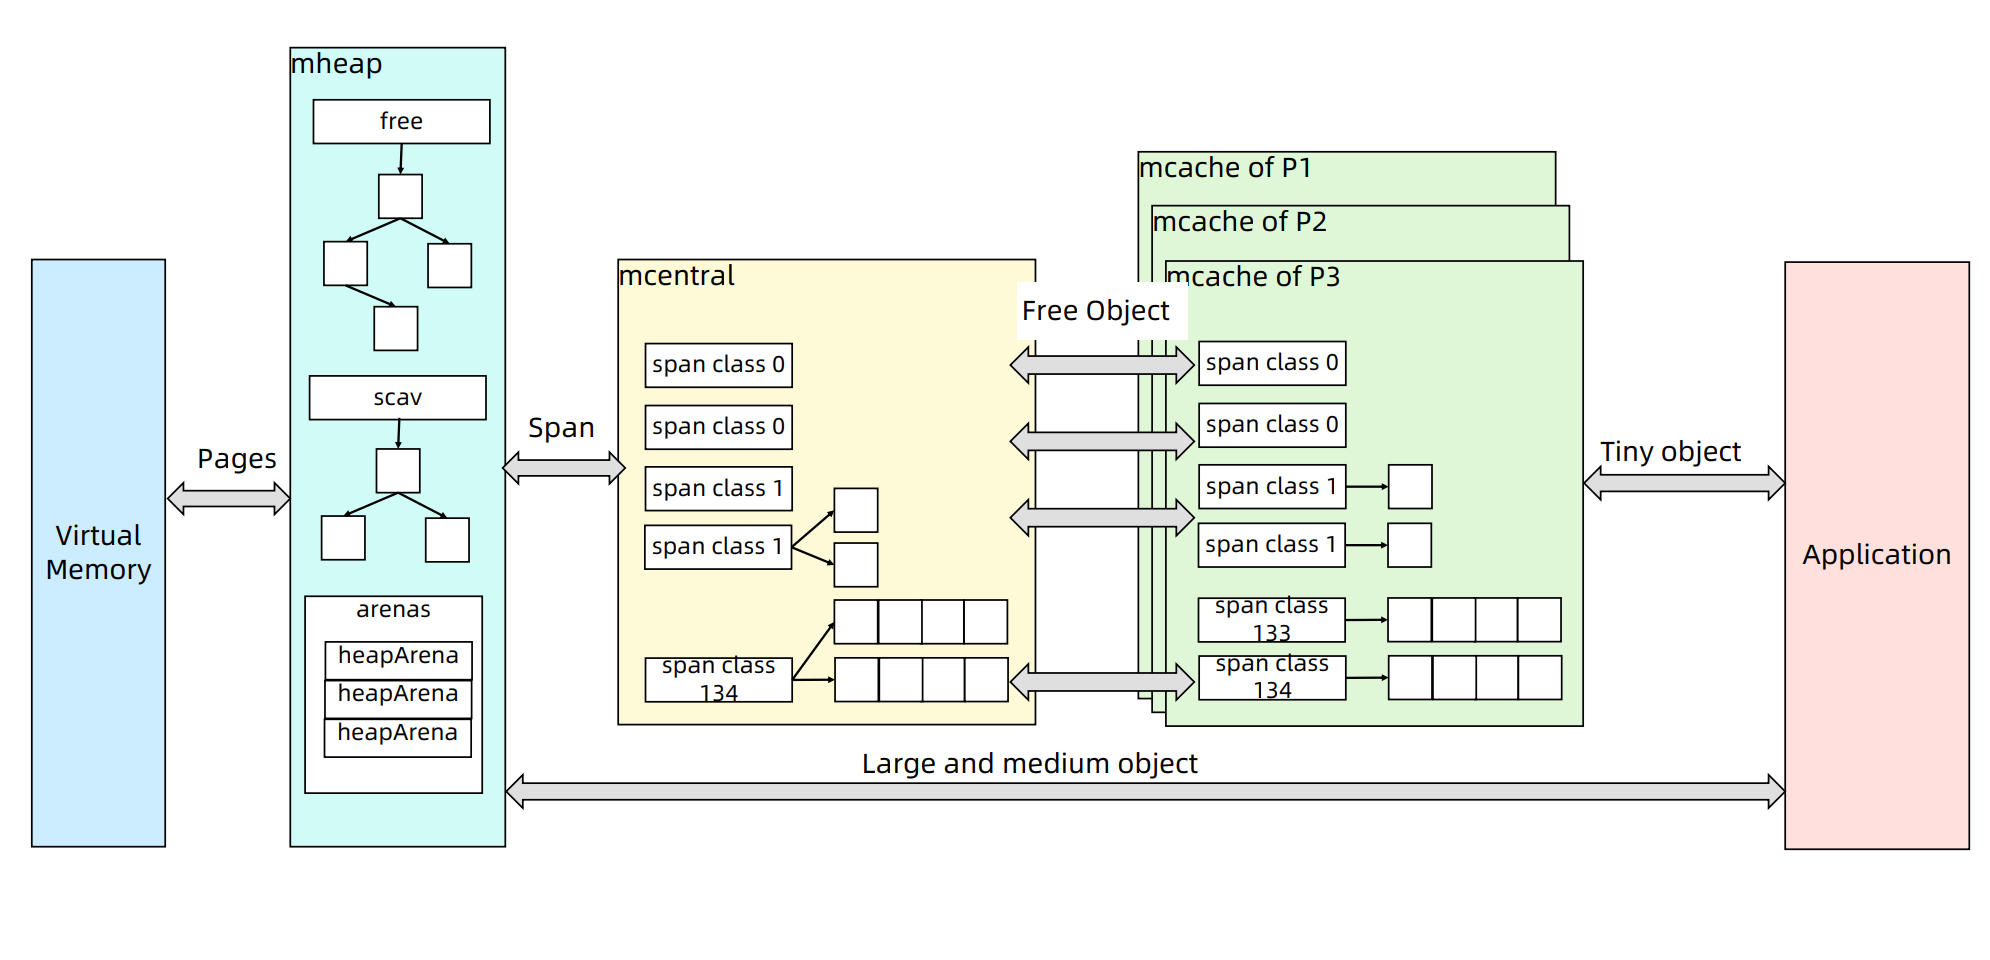 mheap
free
scav
arenas
heapArena
heapArena
heapArena
Virtual
Memory
Pages
Span
mcentral
span class 0
span class 0
span class 1
span class 1
span class
134
Free Object
mcache of P1
mcache of P2
mcache of P3
span class 0
span class 0
span class 1
span class 1
span class
133
span class
134
Tiny object
Application
Large and medium object